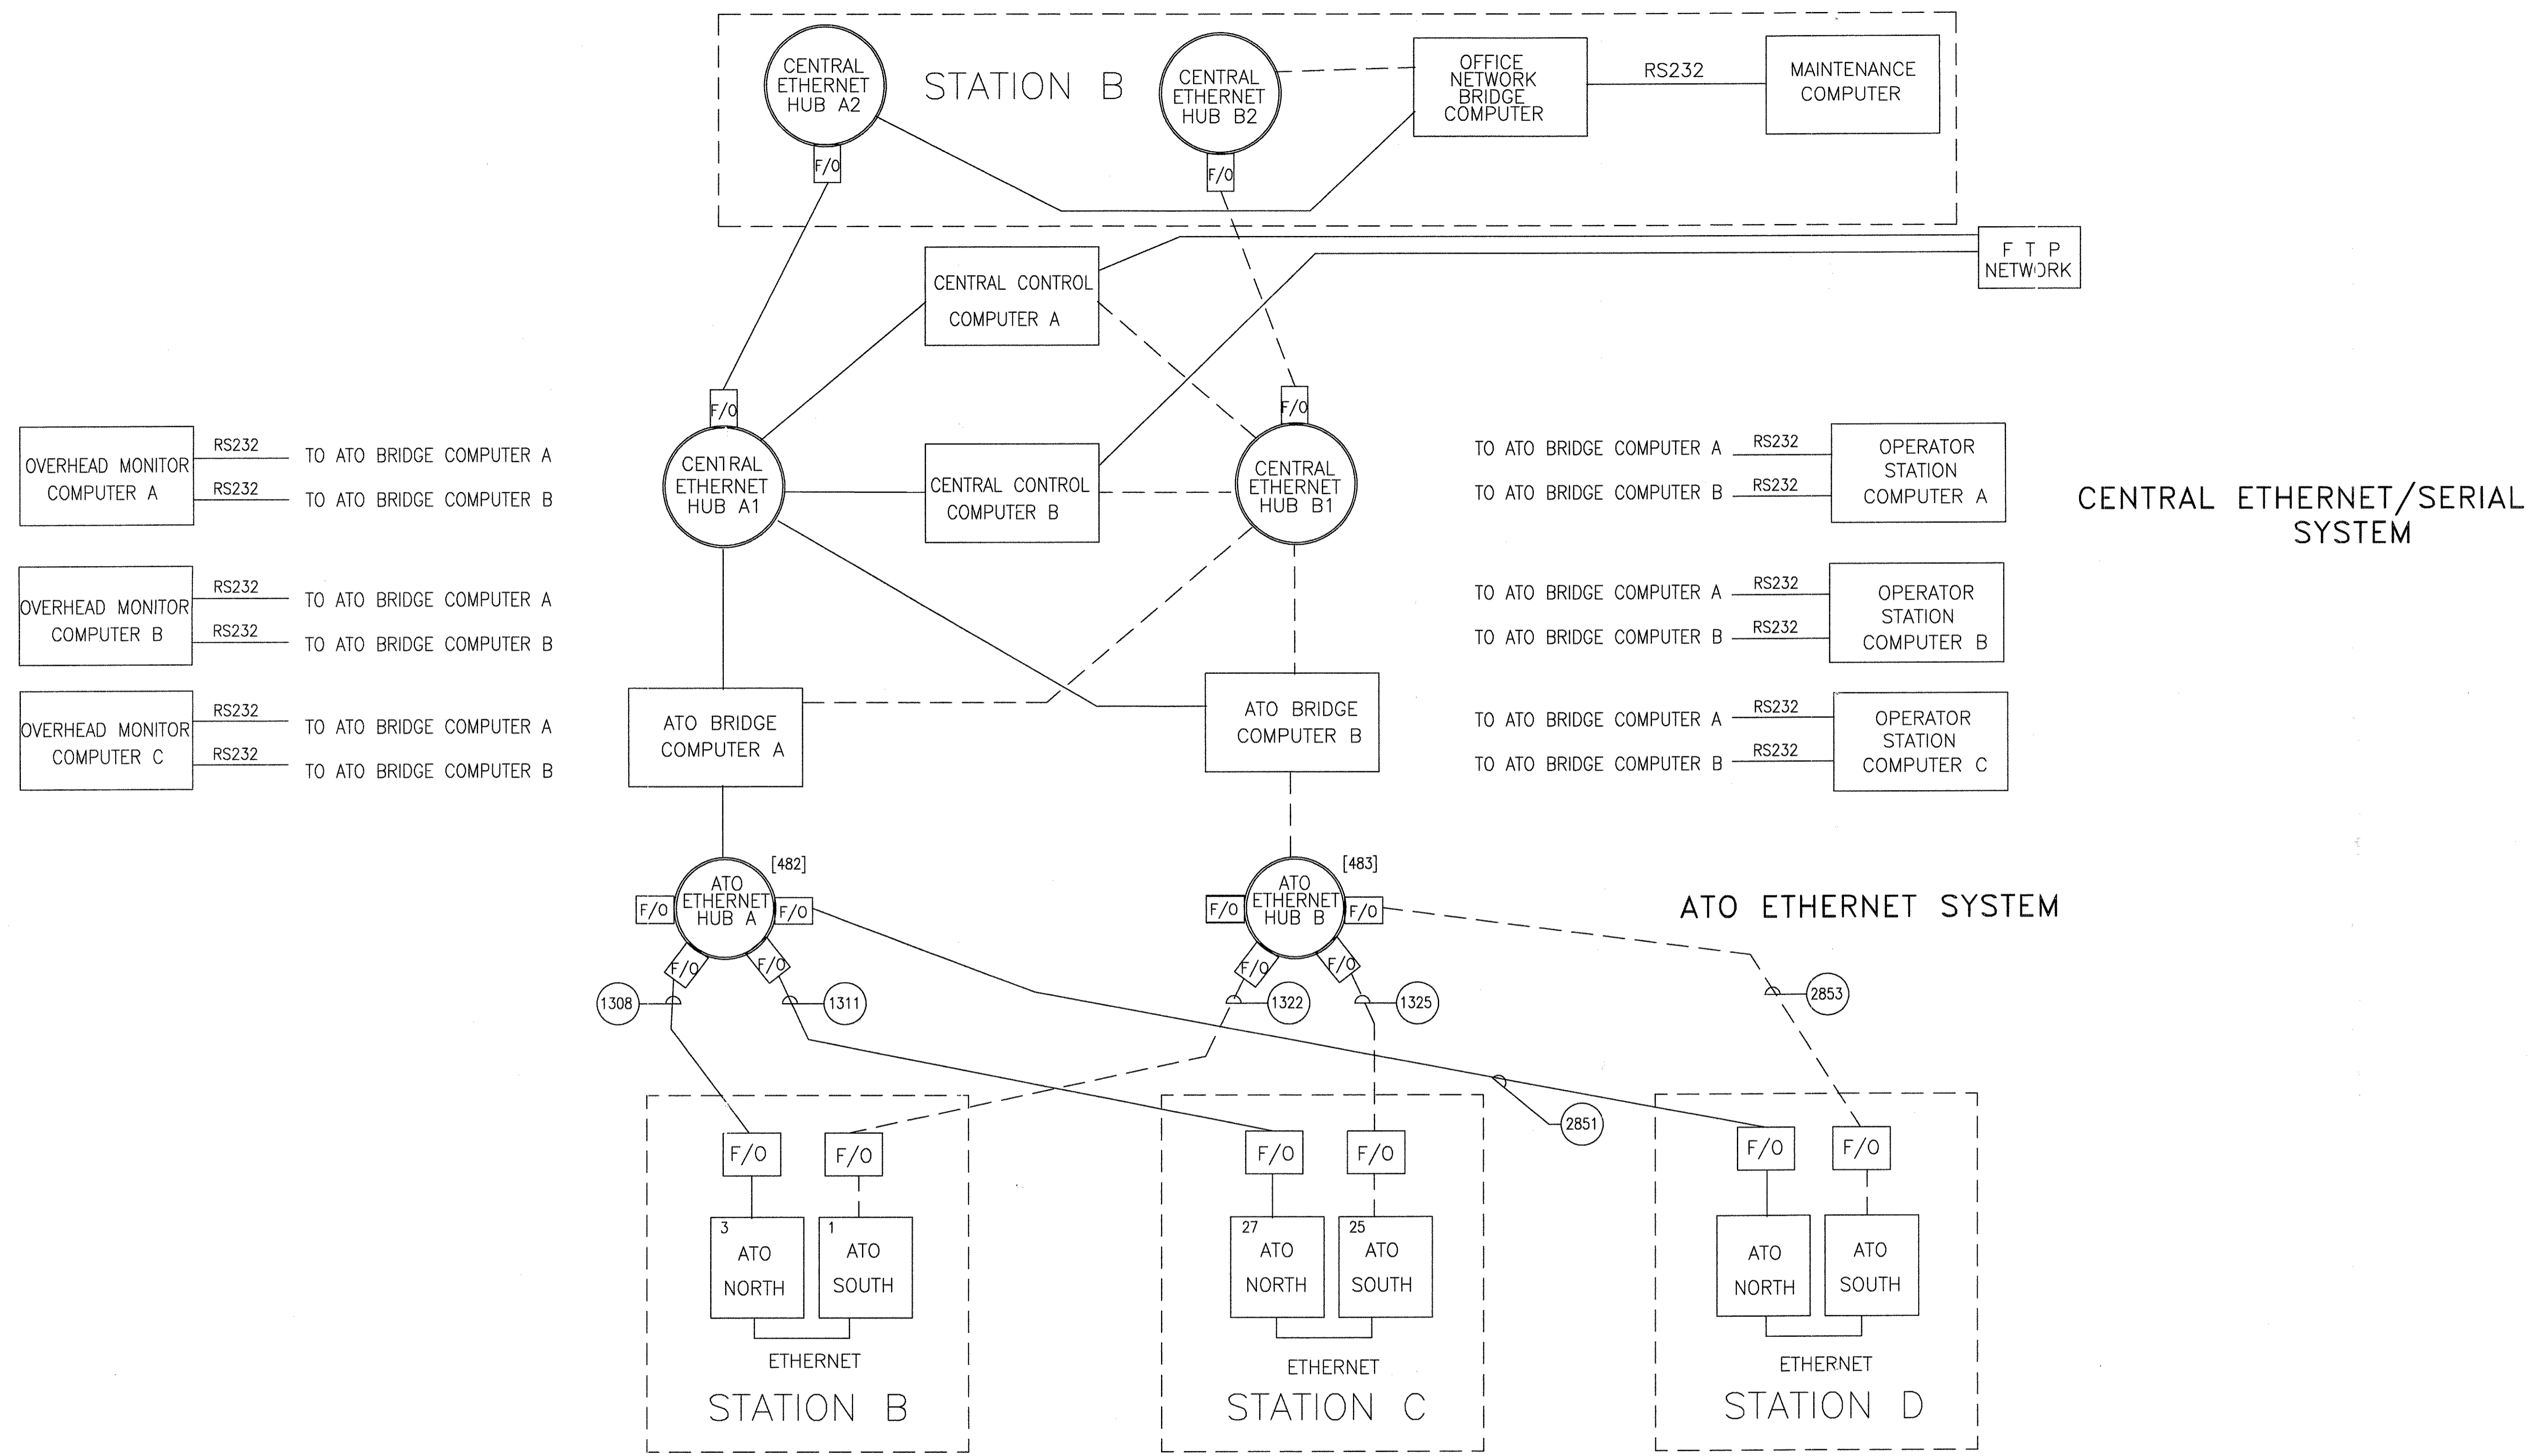 CENTRAL
ETHERNET
HUB A2
F/O
STATION B
CENTRAL
ETHERNET
HUB B2
F/O
OFFICE
NETWORK
BRIDGE
COMPUTER
RS232
MAINTENANCE
COMPUTER
F T P
NETWORK
CENTRAL CONTROL
COMPUTER A
F/O
CENTRAL
ETHERNET
HUB A1
CENTRAL CONTROL
COMPUTER B
F/O
CENTRAL
ETHERNET
HUB B1
OVERHEAD MONITOR
COMPUTER A
RS232
TO ATO BRIDGE COMPUTER A
RS232
TO ATO BRIDGE COMPUTER B
OVERHEAD MONITOR
COMPUTER B
RS232
TO ATO BRIDGE COMPUTER A
RS232
TO ATO BRIDGE COMPUTER B
OVERHEAD MONITOR
COMPUTER C
RS232
TO ATO BRIDGE COMPUTER A
RS232
TO ATO BRIDGE COMPUTER B
TO ATO BRIDGE COMPUTER A
RS232
TO ATO BRIDGE COMPUTER B
RS232
OPERATOR
STATION
COMPUTER A
TO ATO BRIDGE COMPUTER A
RS232
TO ATO BRIDGE COMPUTER B
RS232
OPERATOR
STATION
COMPUTER B
TO ATO BRIDGE COMPUTER A
RS232
TO ATO BRIDGE COMPUTER B
RS232
OPERATOR
STATION
COMPUTER C
CENTRAL ETHERNET/SERIAL
SYSTEM
ATO BRIDGE
COMPUTER A
ATO BRIDGE
COMPUTER B
[482]
F/O
ATO
ETHERNET
HUB A
F/O
F/O
F/O
[483]
F/O
ATO
ETHERNET
HUB B
F/O
F/O
F/O
ATO ETHERNET SYSTEM
1308
1311
1322
1325
2853
2851
F/O
F/O
3
ATO
NORTH
1
ATO
SOUTH
ETHERNET
STATION B
F/O
F/O
27
ATO
NORTH
25
ATO
SOUTH
ETHERNET
STATION C
F/O
F/O
ATO
NORTH
ATO
SOUTH
ETHERNET
STATION D